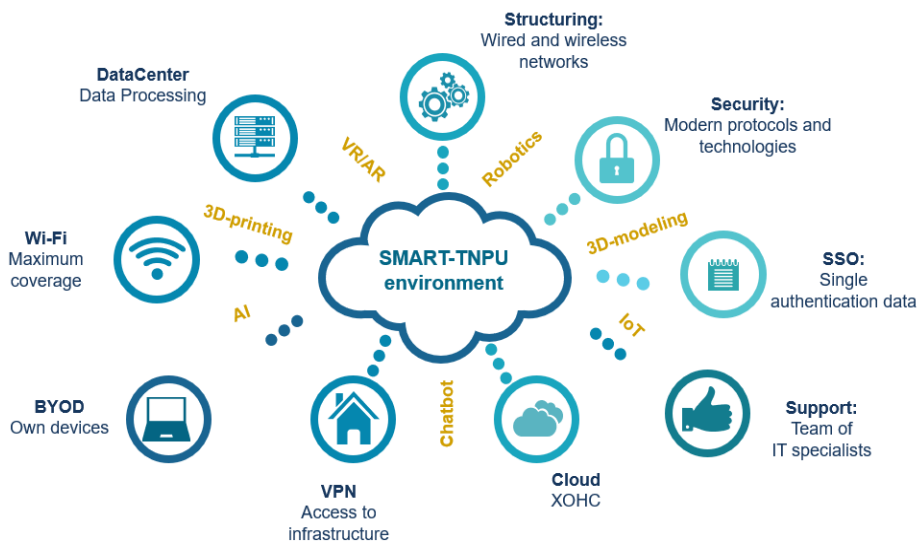 Structuring:
Wired and wireless
networks
DataCenter
Data Processing
Security:
Modern protocols and
technologies
VR/AR
Robotics
3D-printing
3D-modeling
Wi-Fi
Maximum
coverage
SMART-TNPU
environment
SSO:
Single
authentication data
AI
IoT
BYOD
Own devices
Chatbot
Support:
Team of
IT specialists
VPN
Access to
infrastructure
Cloud
XOHC